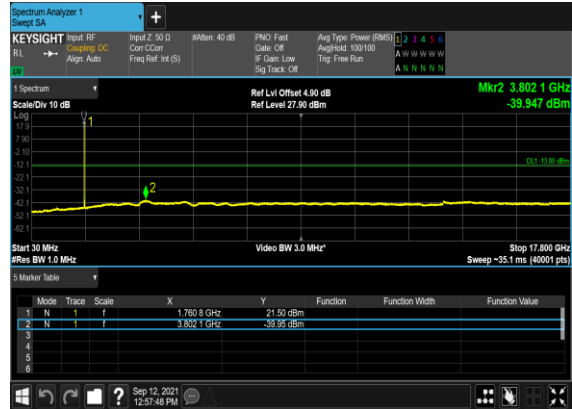 Spectrum Analyzer 1
Swept SA
+
KEYSIGHT Input: RF Input Z: 50 Ω #Atten: 40 dB PNO: Fast Avg Type: Power (RMS) 1 2 3 4 5 6
RL Coupling: DC Corr CCorr Gate: Off Avg|Hold: 100/100 A W W W W W
Align: Auto Freq Ref: Int (S) IF Gain: Low Trig: Free Run
Sig Track: Off A N N N N N
1 Spectrum Ref Lvl Offset 4.90 dB Mkr2 3.802 1 GHz
Scale/Div 10 dB Ref Level 27.90 dBm -39.947 dBm
Log
17.9
7.90
-2.10
-12.1
-22.1
-32.1
-42.1
-52.1
-62.1
1
DL1 -13.00 dBm
2
Start 30 MHz Video BW 3.0 MHz* Stop 17.800 GHz
#Res BW 1.0 MHz Sweep ~35.1 ms (40001 pts)
5 Marker Table
Mode Trace Scale X Y Function Function Width Function Value
1 N 1 f 1.760 8 GHz 21.50 dBm
2 N 1 f 3.802 1 GHz -39.95 dBm
3
4
5
6
? Sep 12, 2021
12:57:48 PM